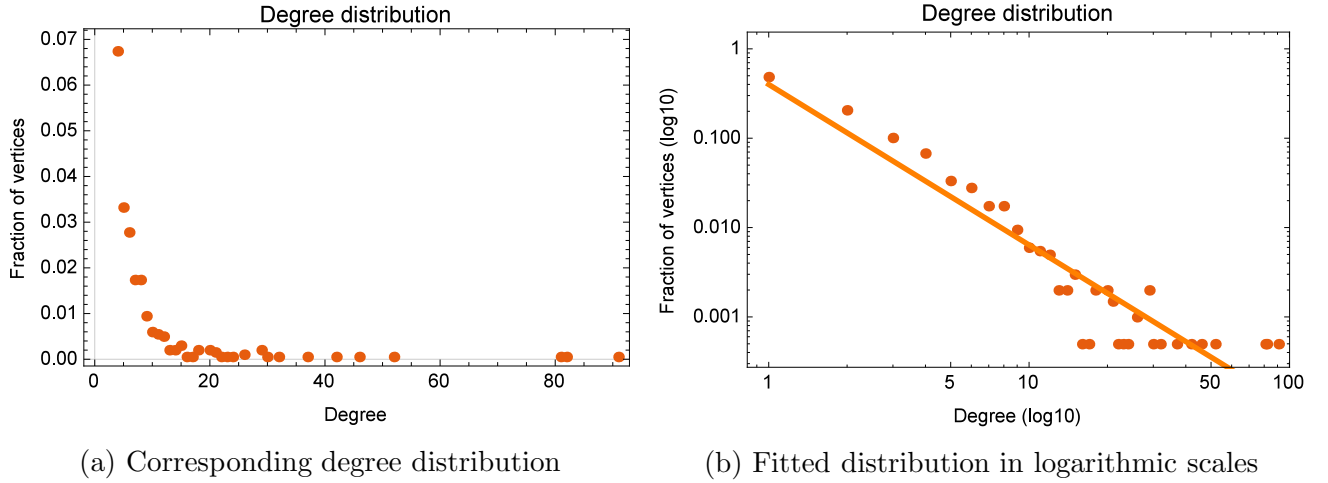 Degree distribution
0.07
0.06
0.05
0.04
0.03
0.02
0.01
0.00
Fraction of vertices
0 20 40 60 80
Degree
(a) Corresponding degree distribution
Degree distribution
1
0.100
0.010
0.001
Fraction of vertices (log10)
1 5 10 50 100
Degree (log10)
(b) Fitted distribution in logarithmic scales